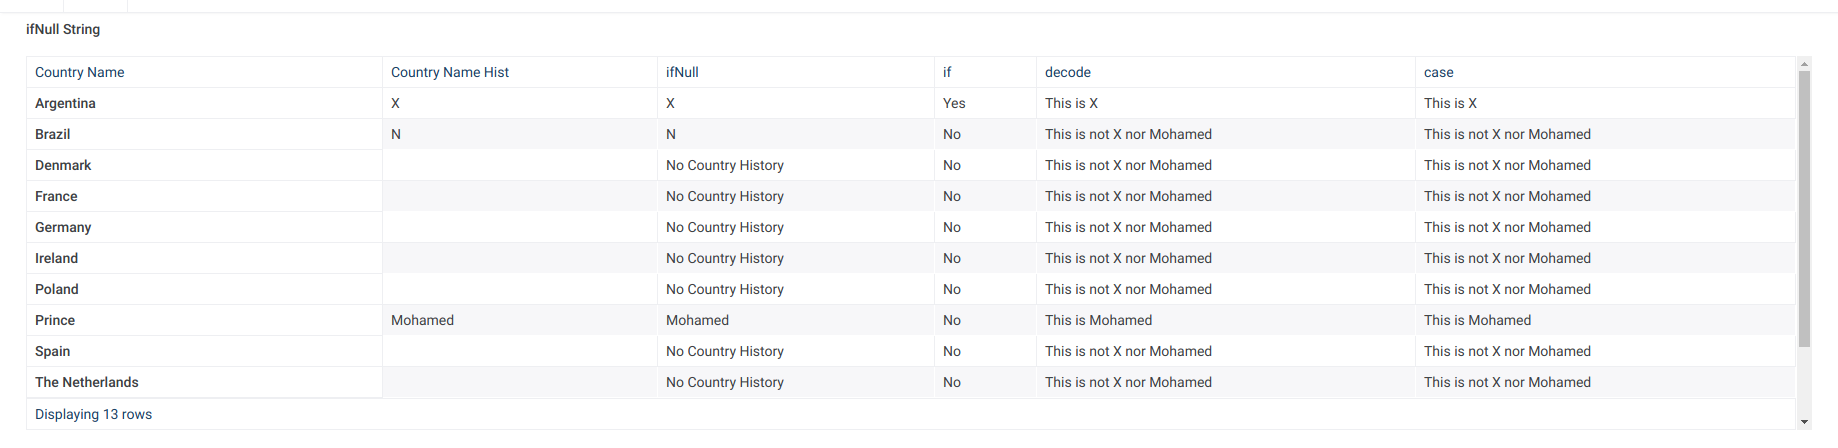 ifNull String
Country Name Country Name Hist ifNull if decode case
Argentina X X Yes This is X This is X
Brazil N N No This is not X nor Mohamed This is not X nor Mohamed
Denmark No Country History No This is not X nor Mohamed This is not X nor Mohamed
France No Country History No This is not X nor Mohamed This is not X nor Mohamed
Germany No Country History No This is not X nor Mohamed This is not X nor Mohamed
Ireland No Country History No This is not X nor Mohamed This is not X nor Mohamed
Poland No Country History No This is not X nor Mohamed This is not X nor Mohamed
Prince Mohamed Mohamed No This is Mohamed This is Mohamed
Spain No Country History No This is not X nor Mohamed This is not X nor Mohamed
The Netherlands No Country History No This is not X nor Mohamed This is not X nor Mohamed
Displaying 13 rows